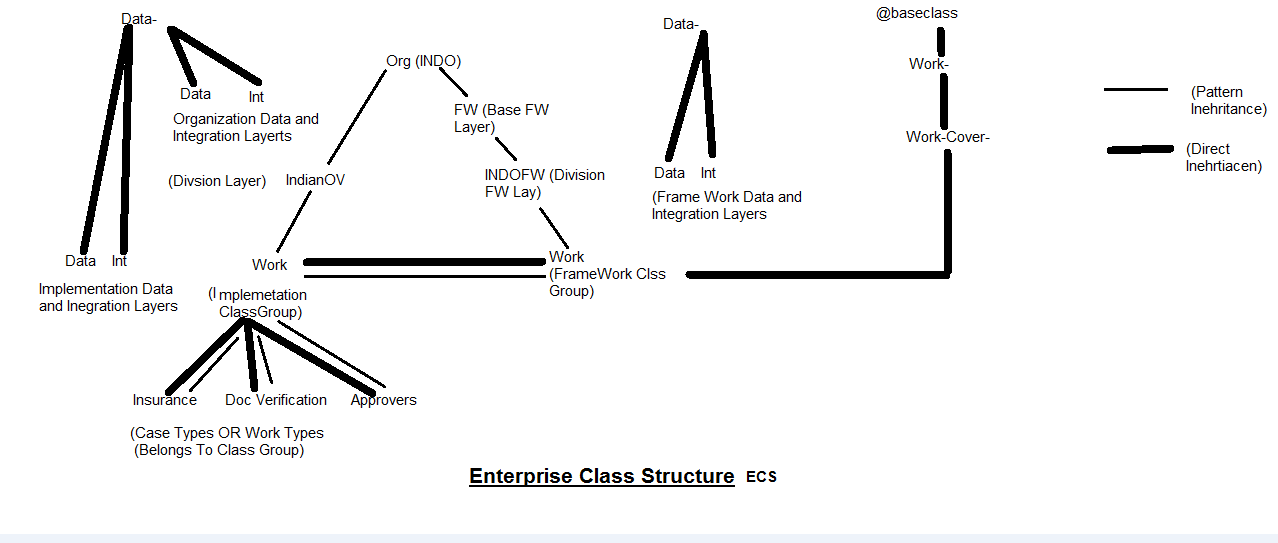 Data-
Data
Int
Organization Data and
Integration Layerts
(Divsion Layer)
IndianOV
Org (INDO)
FW (Base FW
Layer)
INDOFW (Division
FW Lay)
Data-
Data
Int
(Frame Work Data and
Integration Layers
@baseclass
Work-
Work-Cover-
(Pattern
Inehritance)
(Direct
Inehrtiacen)
Data
Int
Implementation Data
and Inegration Layers
Work
(Implemetation
ClassGroup)
Work
(FrameWork Clss
Group)
Insurance
Doc Verification
Approvers
(Case Types OR Work Types
(Belongs To Class Group)
Enterprise Class Structure ECS